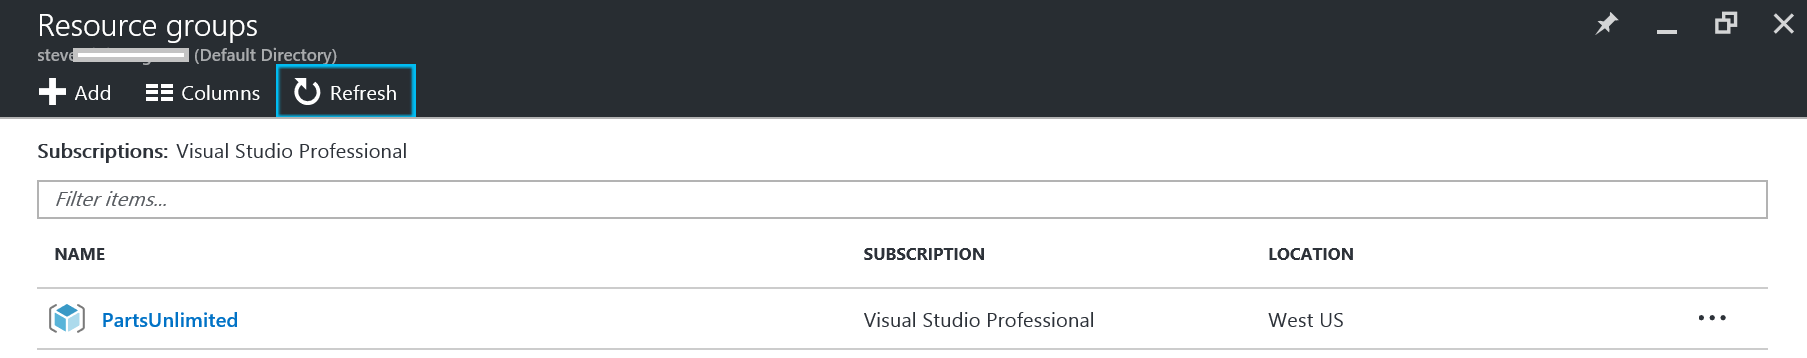 Resource groups
steve (Default Directory)
Add Columns Refresh
Subscriptions: Visual Studio Professional
Filter items...
NAME SUBSCRIPTION LOCATION
PartsUnlimited Visual Studio Professional West US